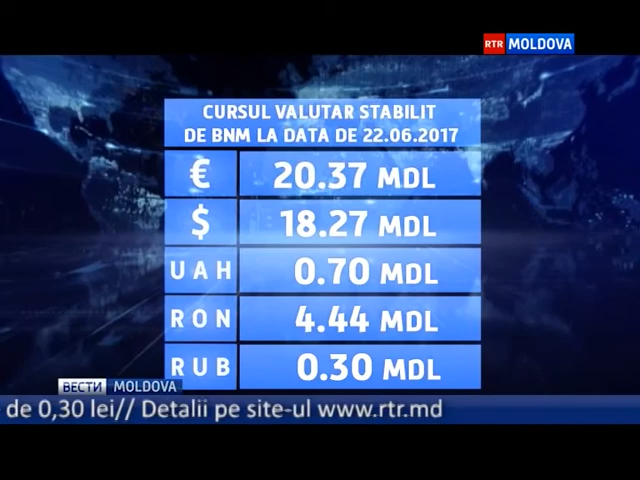 RTR MOLDOVA
CURSUL VALUTAR STABILIT
DE BNM LA DATA DE 22.06.2017
€ 20.37 MDL
$ 18.27 MDL
UAH 0.70 MDL
RON 4.44 MDL
RUB 0.30 MDL
ВЕСТИ MOLDOVA
de 0,30 lei// Detalii pe site-ul www.rtr.md